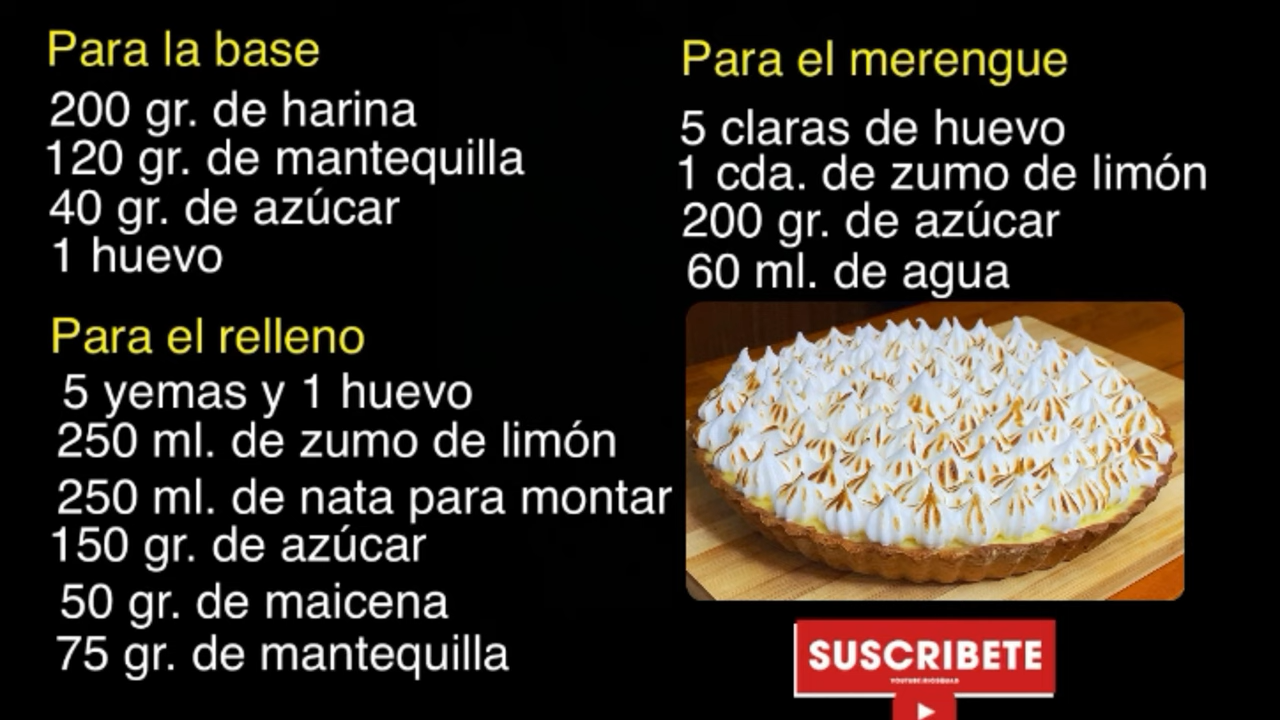 Para la base
200 gr. de harina
120 gr. de mantequilla
40 gr. de azúcar
1 huevo
Para el relleno
5 yemas y 1 huevo
250 ml. de zumo de limón
250 ml. de nata para montar
150 gr. de azúcar
50 gr. de maicena
75 gr. de mantequilla
Para el merengue
5 claras de huevo
1 cda. de zumo de limón
200 gr. de azúcar
60 ml. de agua
SUSCRIBETE